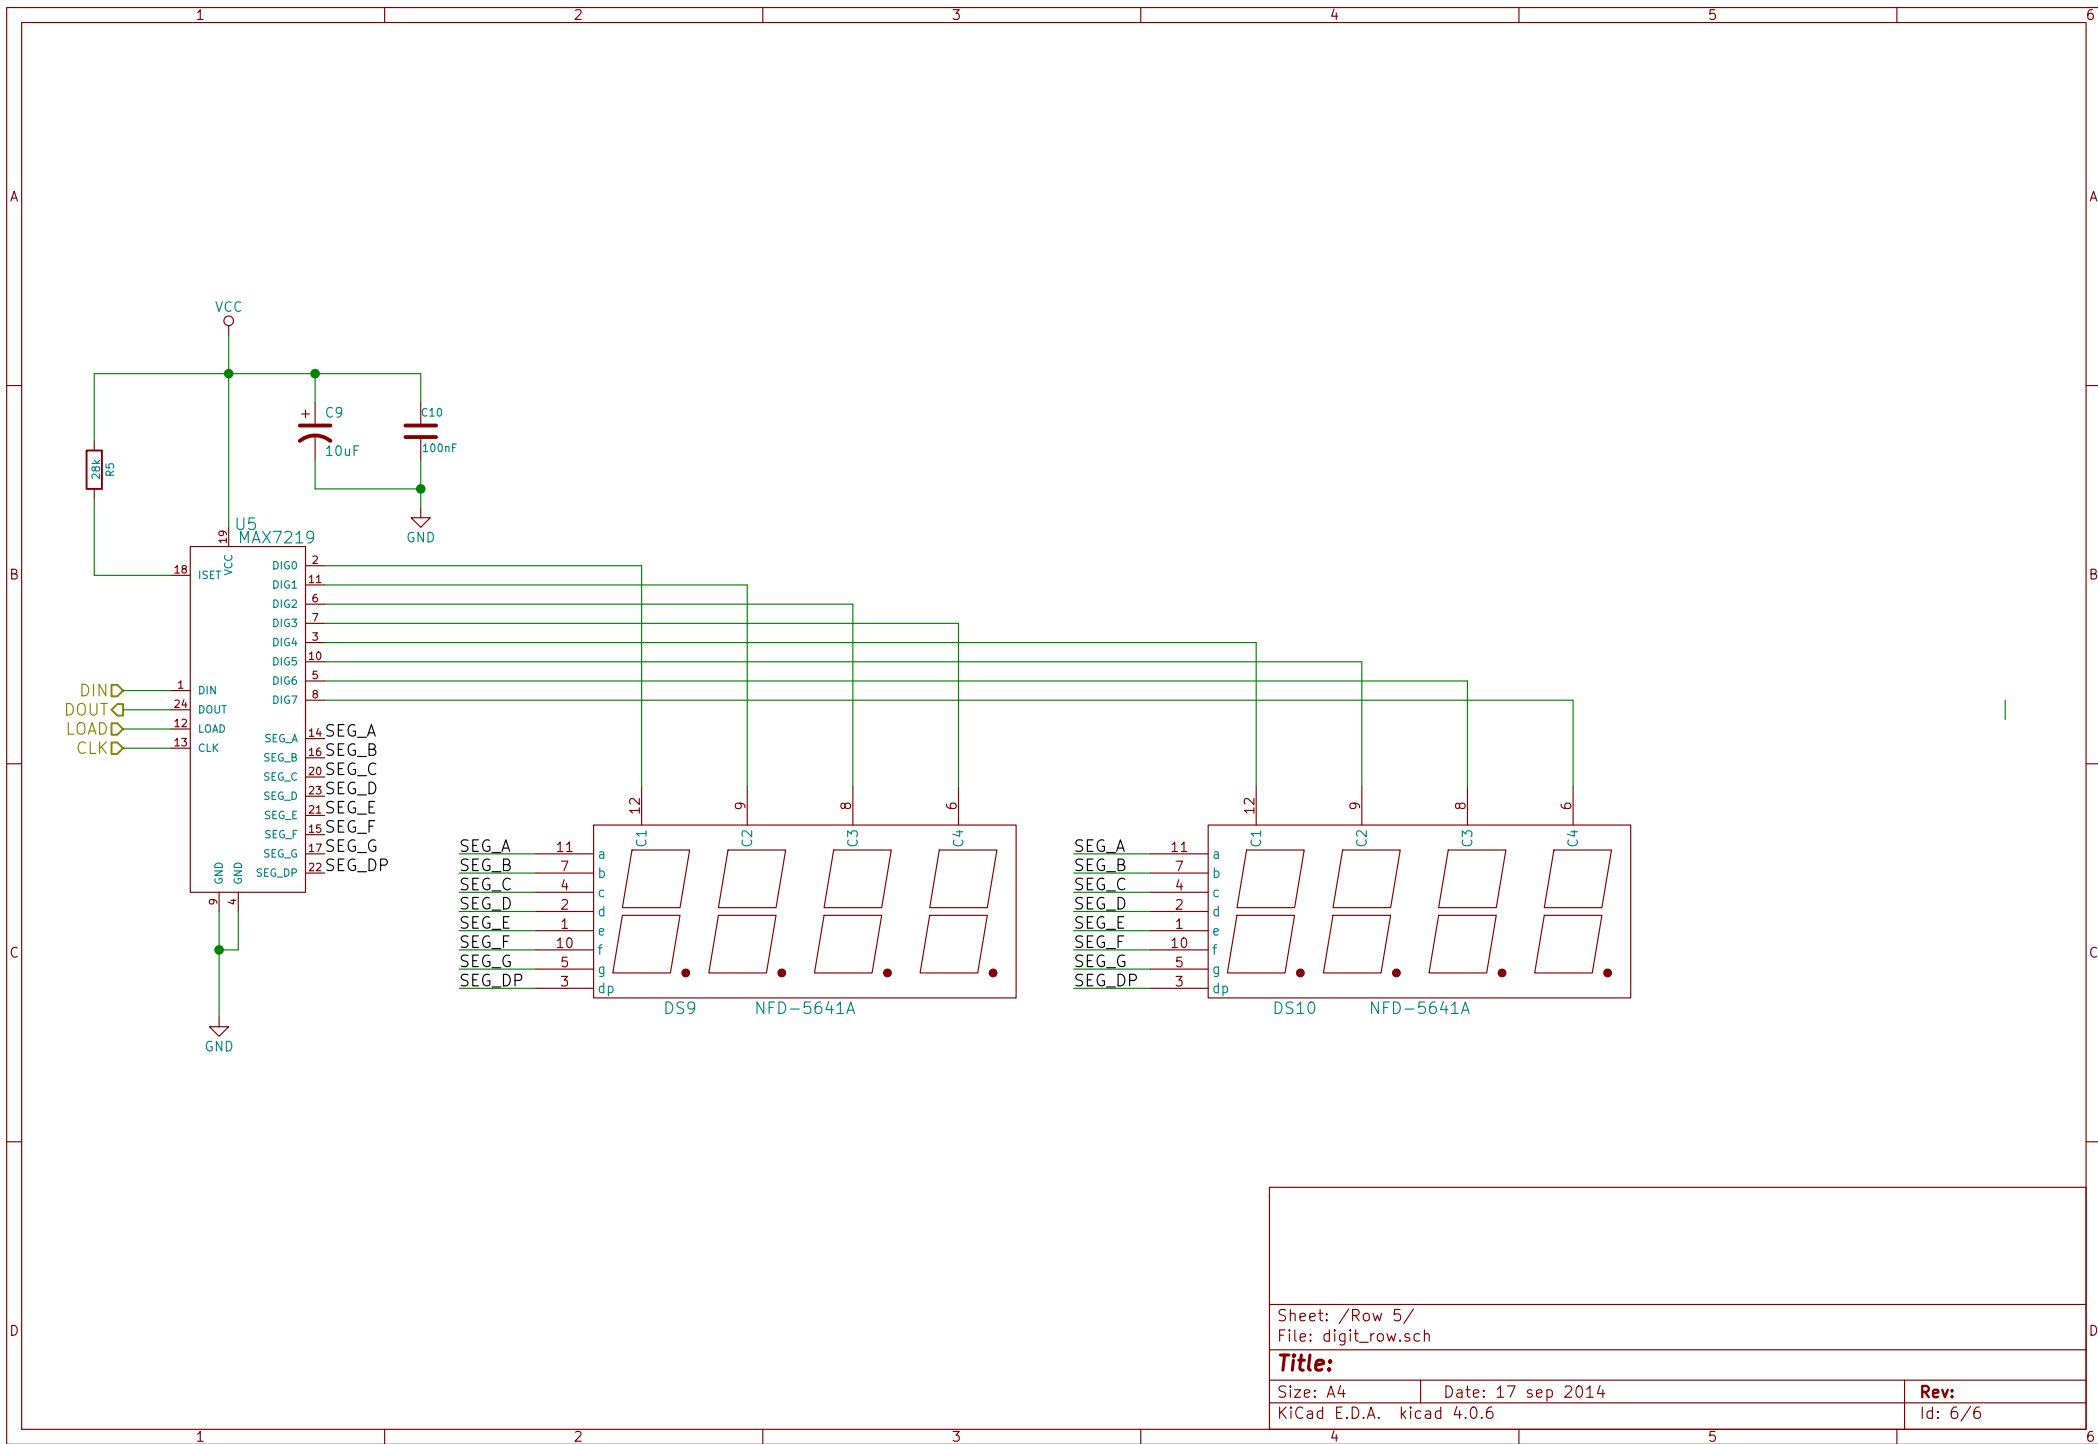 1 2 3 4 5 6
A A
VCC
+ C9 C10
10uF 100nF
28k R5
GND
U5
MAX7219
19 VCC
B B
18 ISET
DIG0 2
DIG1 11
DIG2 6
DIG3 7
DIG4 3
DIG5 10
DIG6 5
DIG7 8
DIN 1 DIN
DOUT 24 DOUT
LOAD 12 LOAD
CLK 13 CLK
SEG_A 14 SEG_A
SEG_B 16 SEG_B
SEG_C 20 SEG_C
SEG_D 23 SEG_D
SEG_E 21 SEG_E
SEG_F 15 SEG_F
SEG_G 17 SEG_G
SEG_DP 22 SEG_DP
GND GND
9 4
GND
12 9 8 6
C1 C2 C3 C4
SEG_A 11 a
SEG_B 7 b
SEG_C 4 c
SEG_D 2 d
SEG_E 1 e
SEG_F 10 f
SEG_G 5 g
SEG_DP 3 dp
DS9 NFD-5641A
12 9 8 6
C1 C2 C3 C4
SEG_A 11 a
SEG_B 7 b
SEG_C 4 c
SEG_D 2 d
SEG_E 1 e
SEG_F 10 f
SEG_G 5 g
SEG_DP 3 dp
DS10 NFD-5641A
C C
D D
Sheet: /Row 5/
File: digit_row.sch
Title:
Size: A4 Date: 17 sep 2014 Rev:
KiCad E.D.A. kicad 4.0.6 Id: 6/6
1 2 3 4 5 6